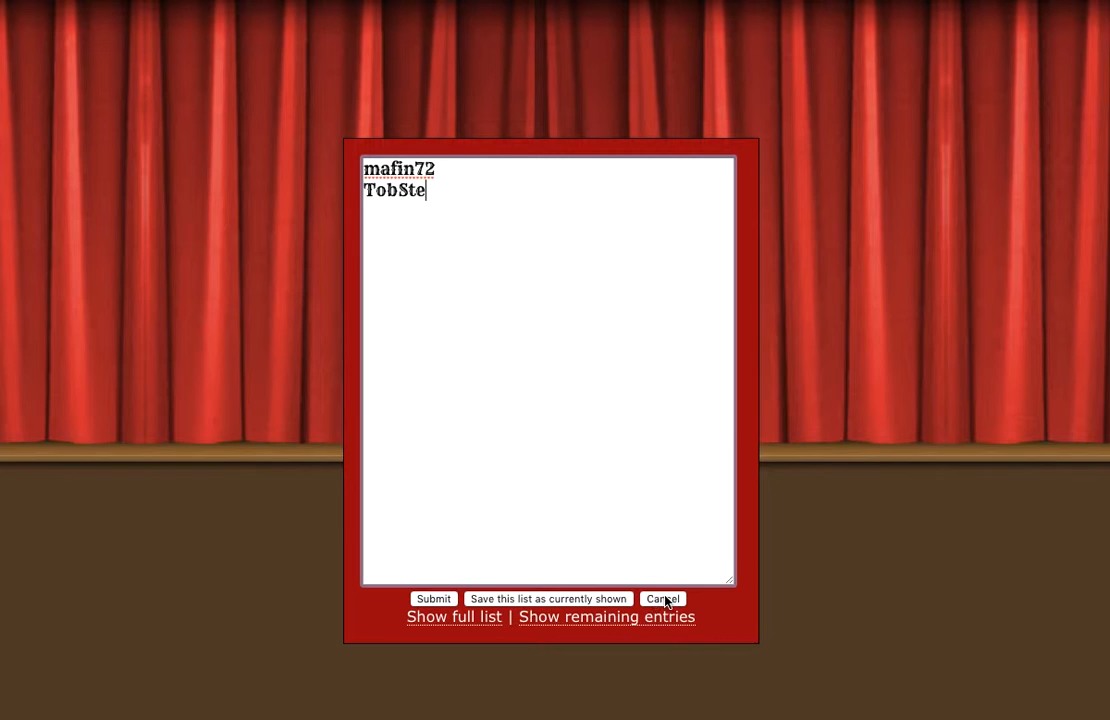 mafin72
TobSte
Submit Save this list as currently shown Cancel
Show full list | Show remaining entries